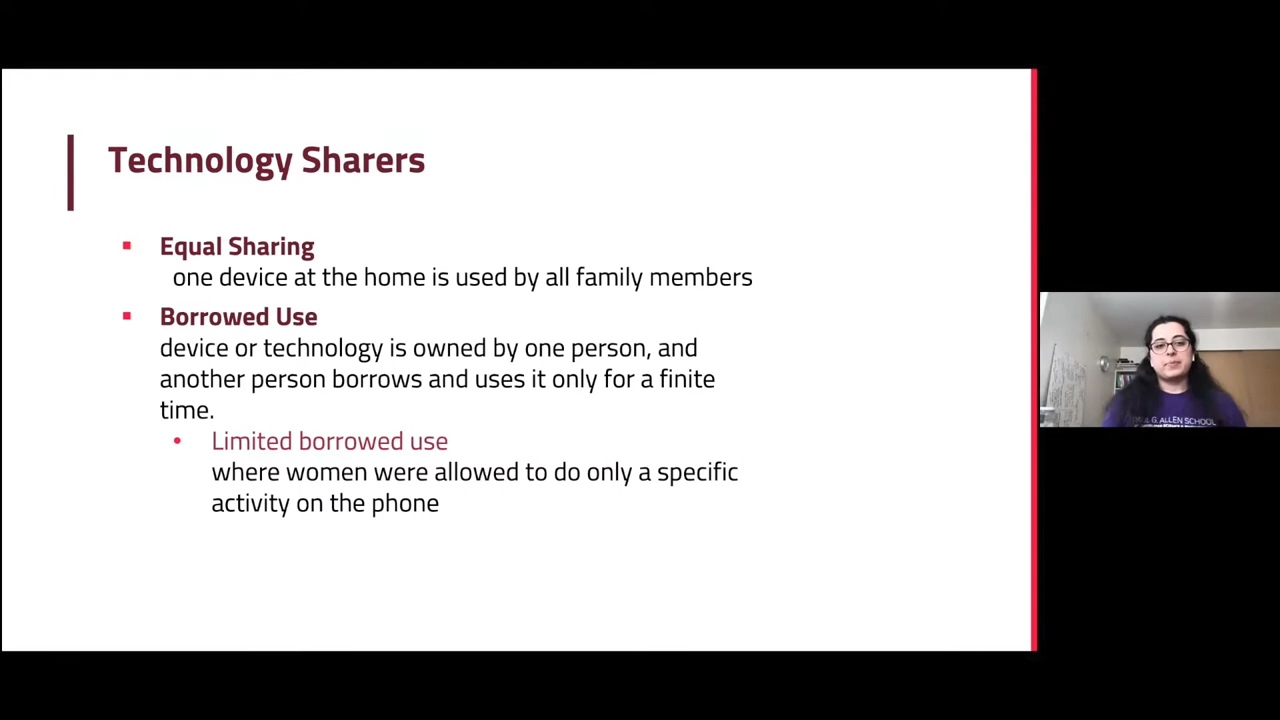 Technology Sharers
▪ Equal Sharing
one device at the home is used by all family members
▪ Borrowed Use
device or technology is owned by one person, and
another person borrows and uses it only for a finite
time.
• Limited borrowed use
where women were allowed to do only a specific
activity on the phone
G. ALLEN SCHOOL